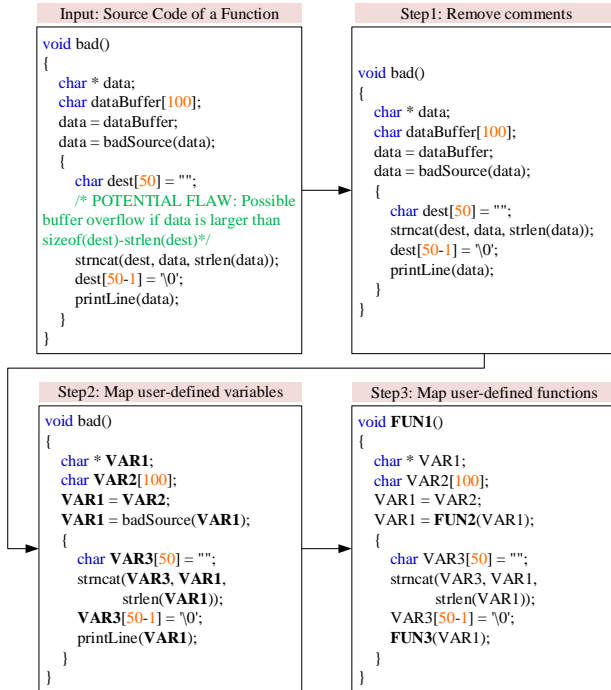 Input: Source Code of a Function
void bad()
{
char * data;
char dataBuffer[100];
data = dataBuffer;
data = badSource(data);
{
char dest[50] = "";
/* POTENTIAL FLAW: Possible
buffer overflow if data is larger than
sizeof(dest)-strlen(dest)*/
strncat(dest, data, strlen(data));
dest[50-1] = '\0';
printLine(data);
}
}
Step1: Remove comments
void bad()
{
char * data;
char dataBuffer[100];
data = dataBuffer;
data = badSource(data);
{
char dest[50] = "";
strncat(dest, data, strlen(data));
dest[50-1] = '\0';
printLine(data);
}
}
Step2: Map user-defined variables
void bad()
{
char * VAR1;
char VAR2[100];
VAR1 = VAR2;
VAR1 = badSource(VAR1);
{
char VAR3[50] = "";
strncat(VAR3, VAR1,
strlen(VAR1));
VAR3[50-1] = '\0';
printLine(VAR1);
}
}
Step3: Map user-defined functions
void FUN1()
{
char * VAR1;
char VAR2[100];
VAR1 = VAR2;
VAR1 = FUN2(VAR1);
{
char VAR3[50] = "";
strncat(VAR3, VAR1,
strlen(VAR1));
VAR3[50-1] = '\0';
FUN3(VAR1);
}
}